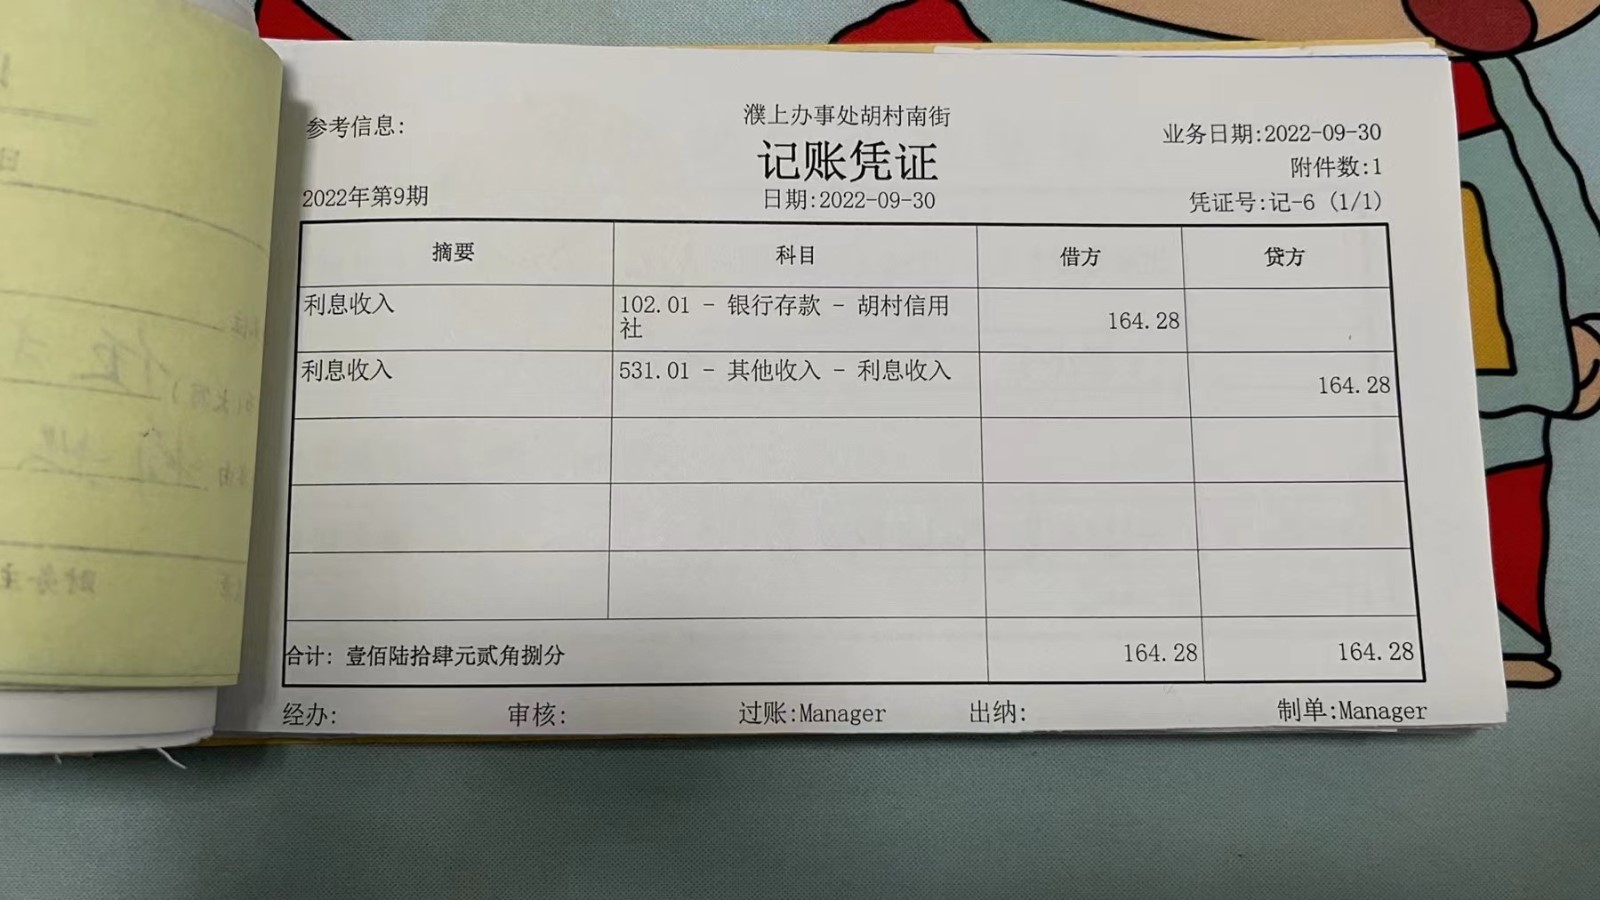 参考信息:
濮上办事处胡村南街
业务日期:2022-09-30
记账凭证
附件数:1
2022年第9期
日期:2022-09-30
凭证号:记-6 (1/1)
摘要 科目 借方 贷方
利息收入 102.01 - 银行存款 - 胡村信用
社
164.28
利息收入 531.01 - 其他收入 - 利息收入
164.28
合计: 壹佰陆拾肆元贰角捌分 164.28 164.28
经办: 审核: 过账:Manager 出纳: 制单:Manager